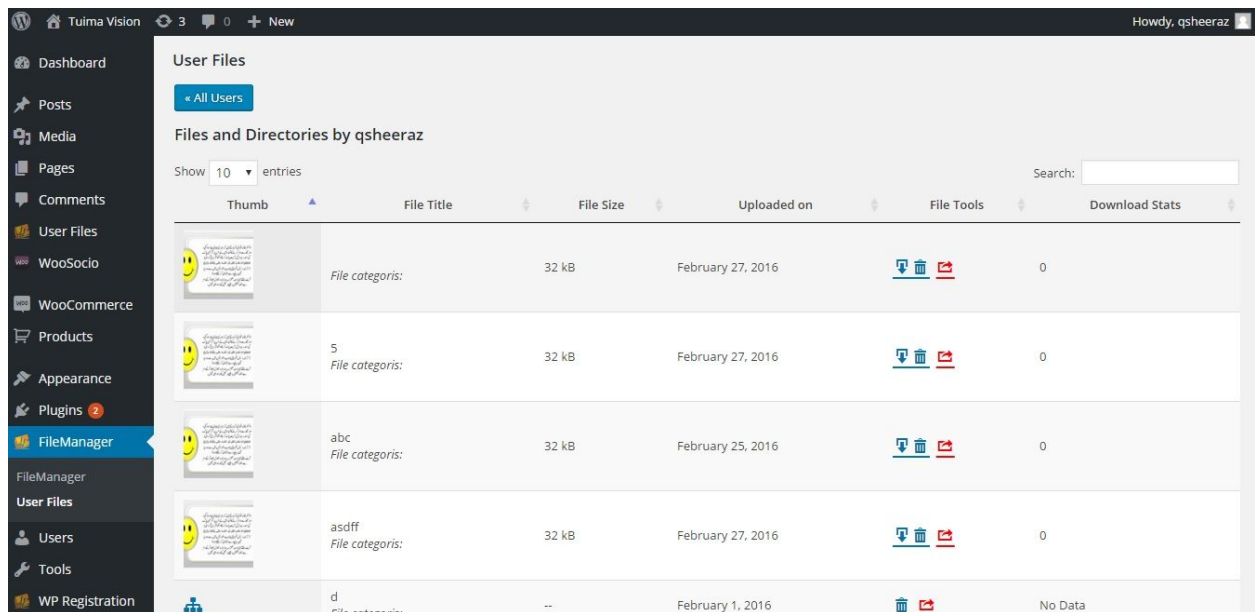 Tuima Vision 3 0 + New Howdy, qsheeraz
Dashboard
Posts
Media
Pages
Comments
User Files
WooSocio
WooCommerce
Products
Appearance
Plugins 2
FileManager
FileManager
User Files
Users
Tools
WP Registration
User Files
« All Users
Files and Directories by qsheeraz
Show 10 entries Search:
Thumb File Title File Size Uploaded on File Tools Download Stats
32 kB February 27, 2016 0
File categoris:
5
32 kB February 27, 2016 0
File categoris:
abc
32 kB February 25, 2016 0
File categoris:
asdff
32 kB February 27, 2016 0
File categoris:
d
-- February 1, 2016 No Data
File categoris: